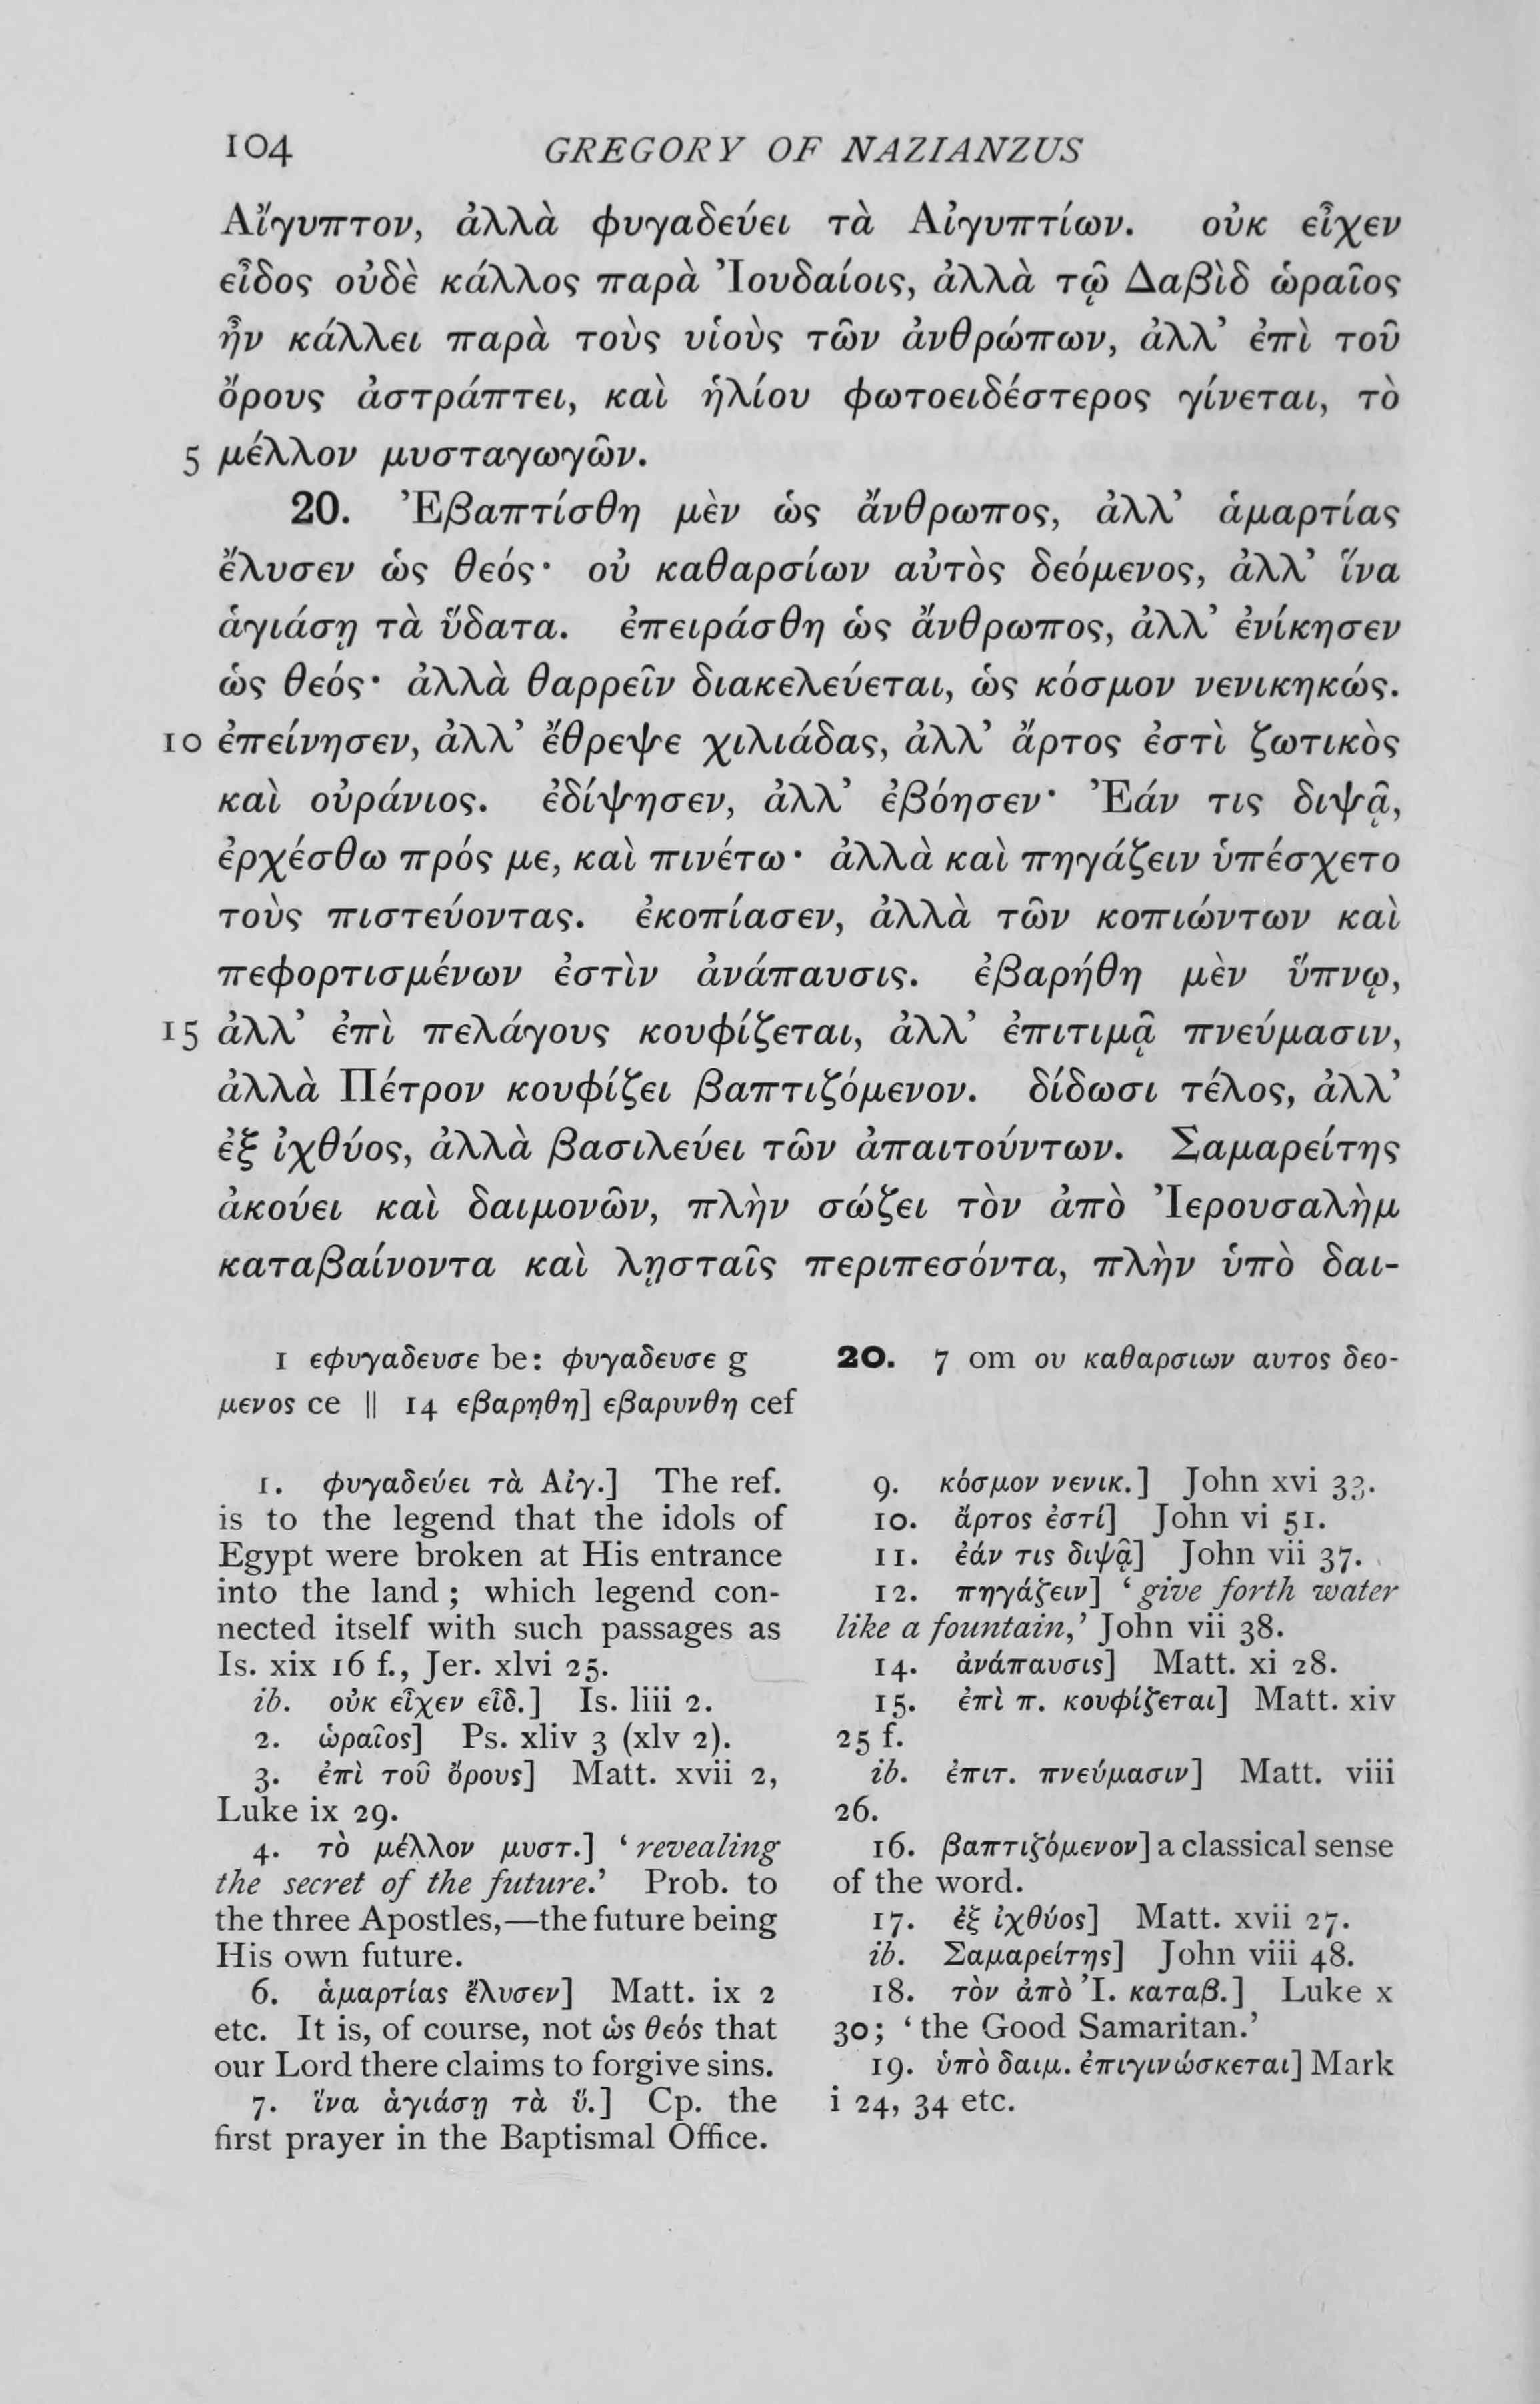 104 GREGORY OF NAZIANZUS
Αἴγυπτον, ἀλλὰ φυγαδεύει τὰ Αἰγυπτίων. οὐκ εἶχεν
εἶδος οὐδὲ κάλλος παρὰ Ἰουδαίοις, ἀλλὰ τῷ Δαβὶδ ὡραῖος
ἦν κάλλει παρὰ τοὺς υἱοὺς τῶν ἀνθρώπων, ἀλλ’ ἐπὶ τοῦ
ὄρους ἀστράπτει, καὶ ἡλίου φωτοειδέστερος γίνεται, τὸ
5 μέλλον μυσταγωγῶν.
20. Ἐβαπτίσθη μὲν ὡς ἄνθρωπος, ἀλλ’ ἁμαρτίας
ἔλυσεν ὡς θεός· οὐ καθαρσίων αὐτὸς δεόμενος, ἀλλ’ ἵνα
ἁγιάσῃ τὰ ὕδατα. ἐπειράσθη ὡς ἄνθρωπος, ἀλλ’ ἐνίκησεν
ὡς θεός· ἀλλὰ θαρρεῖν διακελεύεται, ὡς κόσμον νενικηκώς.
10 ἐπείνησεν, ἀλλ’ ἔθρεψε χιλιάδας, ἀλλ’ ἄρτος ἐστὶ ζωτικὸς
καὶ οὐράνιος. ἐδίψησεν, ἀλλ’ ἐβόησεν· Ἐάν τις διψᾷ,
ἐρχέσθω πρός με, καὶ πινέτω· ἀλλὰ καὶ πηγάζειν ὑπέσχετο
τοὺς πιστεύοντας. ἐκοπίασεν, ἀλλὰ τῶν κοπιώντων καὶ
πεφορτισμένων ἐστὶν ἀνάπαυσις. ἐβαρήθη μὲν ὕπνῳ,
15 ἀλλ’ ἐπὶ πελάγους κουφίζεται, ἀλλ’ ἐπιτιμᾷ πνεύμασιν,
ἀλλὰ Πέτρον κουφίζει βαπτιζόμενον. δίδωσι τέλος, ἀλλ’
ἐξ ἰχθύος, ἀλλὰ βασιλεύει τῶν ἀπαιτούντων. Σαμαρείτης
ἀκούει καὶ δαιμονῶν, πλὴν σώζει τὸν ἀπὸ Ἰερουσαλὴμ
καταβαίνοντα καὶ λῃσταῖς περιπεσόντα, πλὴν ὑπὸ δαι-
1 εφυγαδευσε be: φυγαδευσε g 20. 7 om ου καθαρσιων αυτος δεο-
μενος ce || 14 εβαρηθη] εβαρυνθη cef
1. φυγαδεύει τὰ Αἰγ.] The ref.
is to the legend that the idols of
Egypt were broken at His entrance
into the land; which legend con-
nected itself with such passages as
Is. xix 16 f., Jer. xlvi 25.
ib. οὐκ εἶχεν εἶδ.] Is. liii 2.
2. ὡραῖος] Ps. xliv 3 (xlv 2).
3. ἐπὶ τοῦ ὄρους] Matt. xvii 2,
Luke ix 29.
4. τὸ μέλλον μυστ.] ‘revealing
the secret of the future.’ Prob. to
the three Apostles,—the future being
His own future.
6. ἁμαρτίας ἔλυσεν] Matt. ix 2
etc. It is, of course, not ὡς θεός that
our Lord there claims to forgive sins.
7. ἵνα ἁγιάσῃ τὰ ὕ.] Cp. the
first prayer in the Baptismal Office.
9. κόσμον νενικ.] John xvi 33.
10. ἄρτος ἐστί] John vi 51.
11. ἐάν τις διψᾷ] John vii 37.
12. πηγάζειν] ‘give forth water
like a fountain,’ John vii 38.
14. ἀνάπαυσις] Matt. xi 28.
15. ἐπὶ π. κουφίζεται] Matt. xiv
25 f.
ib. ἐπιτ. πνεύμασιν] Matt. viii
26.
16. βαπτιζόμενον] a classical sense
of the word.
17. ἐξ ἰχθύος] Matt. xvii 27.
ib. Σαμαρείτης] John viii 48.
18. τὸν ἀπὸ Ἰ. καταβ.] Luke x
30; ‘the Good Samaritan.’
19. ὑπὸ δαιμ. ἐπιγινώσκεται] Mark
i 24, 34 etc.